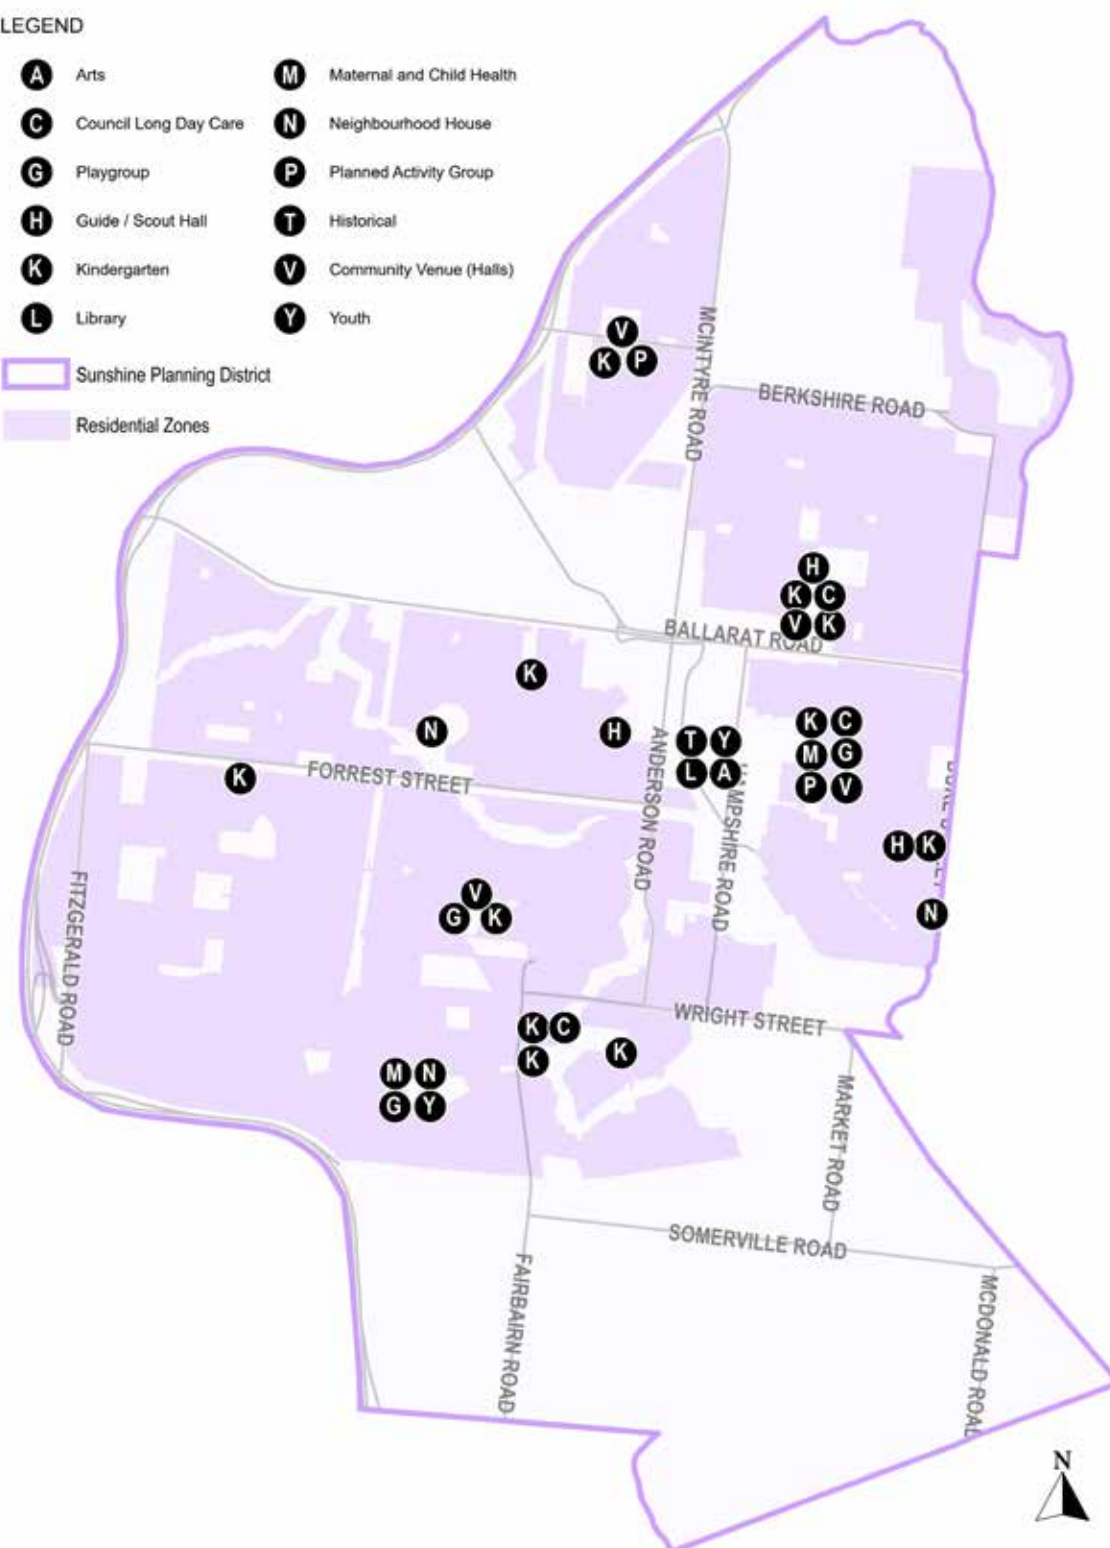 LEGEND
A Arts
C Council Long Day Care
G Playgroup
H Guide / Scout Hall
K Kindergarten
L Library
M Maternal and Child Health
N Neighbourhood House
P Planned Activity Group
T Historical
V Community Venue (Halls)
Y Youth
Sunshine Planning District
Residential Zones
MCINTYRE ROAD
V
K P
BERKSHIRE ROAD
H
K C
V K
BALLARAT ROAD
K
N
H
T Y
L A
K C
M G
P V
ANDERSON ROAD
K
FORREST STREET
H K
N
V
G K
FITZGERALD ROAD
WRIGHT STREET
K C
K
K
M N
G Y
MARKET ROAD
SOMERVILLE ROAD
FAIRBAIRN ROAD
N